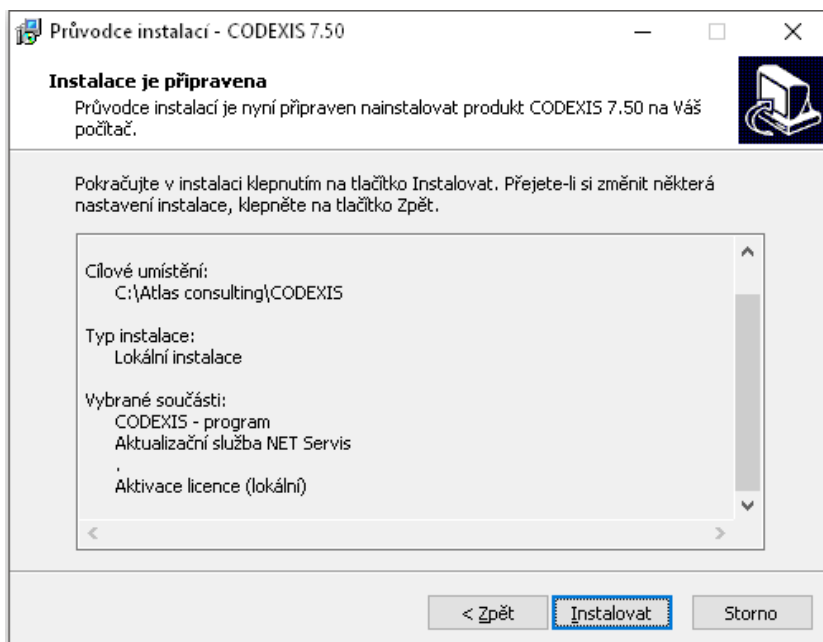 Průvodce instalací - CODEXIS 7.50
Instalace je připravena
Průvodce instalací je nyní připraven nainstalovat produkt CODEXIS 7.50 na Váš
počítač.
Pokračujte v instalaci klepnutím na tlačítko Instalovat. Přejete-li si změnit některá
nastavení instalace, klepněte na tlačítko Zpět.
Cílové umístění:
C:\Atlas consulting\CODEXIS
Typ instalace:
Lokální instalace
Vybrané součásti:
CODEXIS - program
Aktualizační služba NET Servis
.
Aktivace licence (lokální)
< Zpět Instalovat Storno